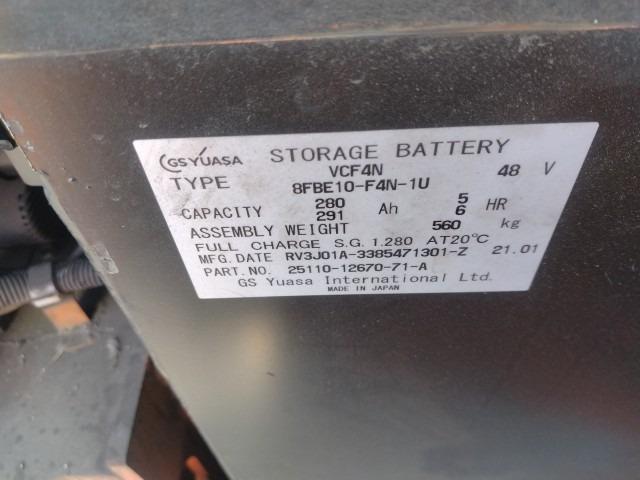 GS YUASA STORAGE BATTERY
VCF4N 48 V
TYPE 8FBE10-F4N-1U
280 5
CAPACITY Ah HR
291 6
ASSEMBLY WEIGHT 560 kg
FULL CHARGE S.G. 1.280 AT20°C
MFG.DATE RV3J01A-3385471301-Z 21.01
PART.NO. 25110-12670-71-A
GS Yuasa International Ltd.
MADE IN JAPAN